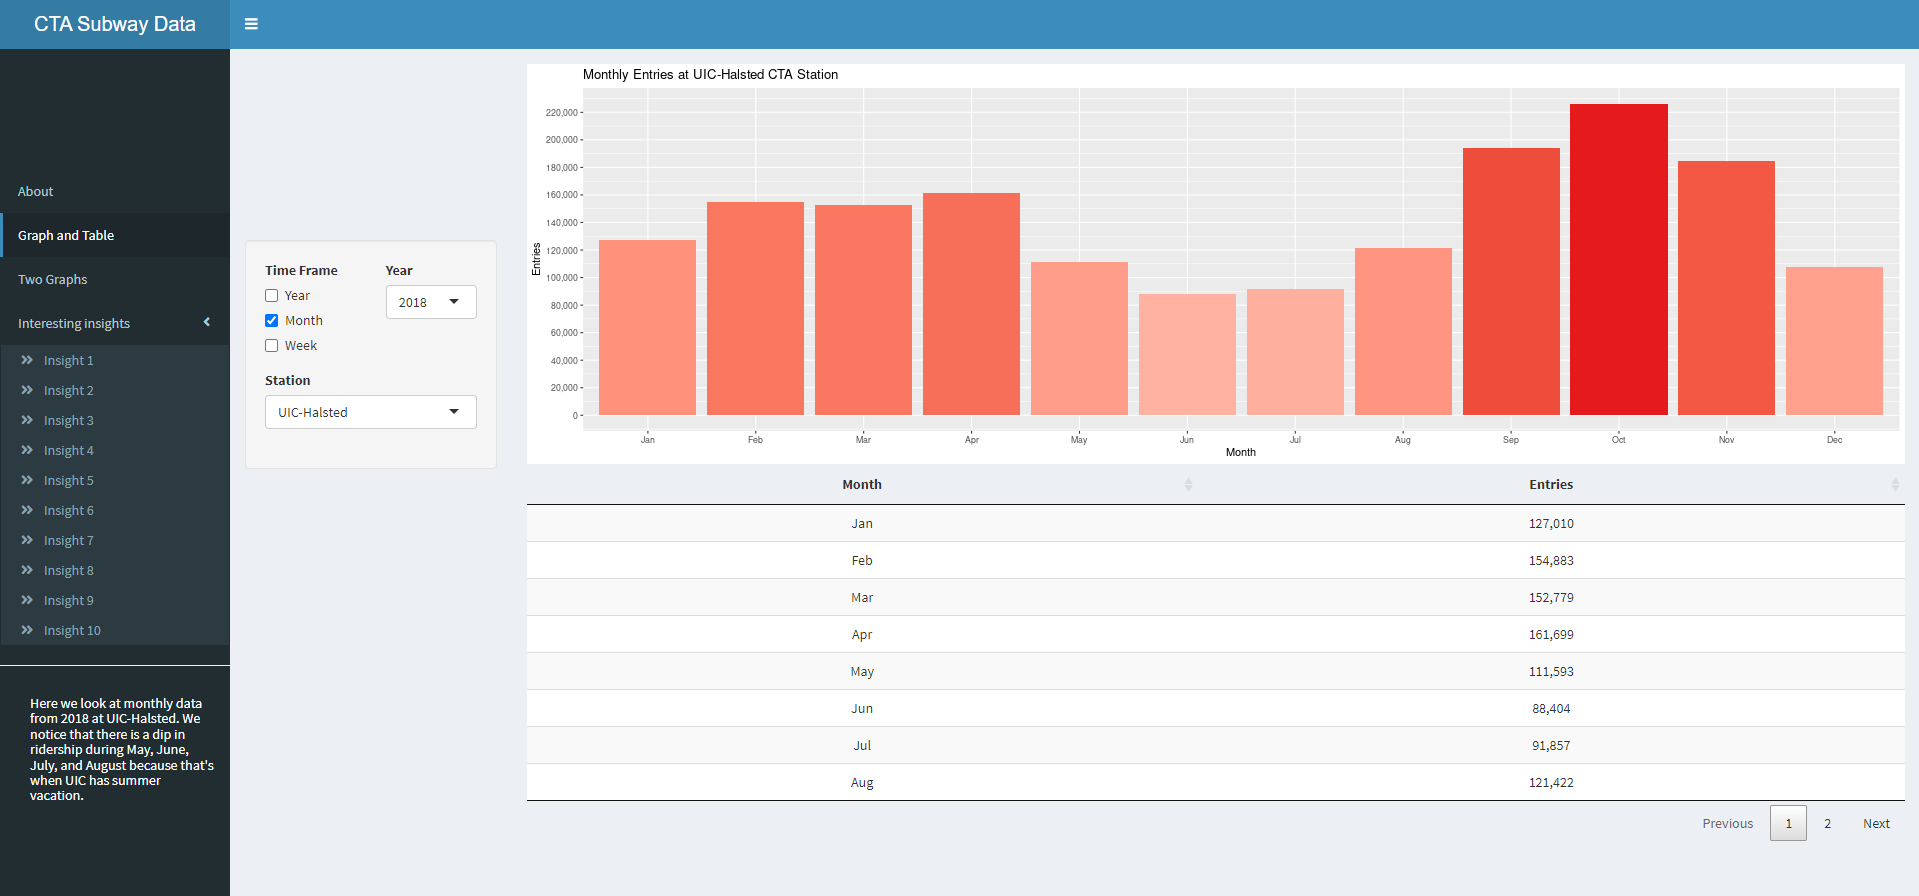 CTA Subway Data
About
Graph and Table
Two Graphs
Interesting insights
Insight 1
Insight 2
Insight 3
Insight 4
Insight 5
Insight 6
Insight 7
Insight 8
Insight 9
Insight 10
Here we look at monthly data
from 2018 at UIC-Halsted. We
notice that there is a dip in
ridership during May, June,
July, and August because that's
when UIC has summer
vacation.
Time Frame
Year
Month
Week
Year
2018
Station
UIC-Halsted
Monthly Entries at UIC-Halsted CTA Station
Entries
220,000
200,000
180,000
160,000
140,000
120,000
100,000
80,000
60,000
40,000
20,000
0
Jan Feb Mar Apr May Jun Jul Aug Sep Oct Nov Dec
Month
Month Entries
Jan 127,010
Feb 154,883
Mar 152,779
Apr 161,699
May 111,593
Jun 88,404
Jul 91,857
Aug 121,422
Previous 1 2 Next